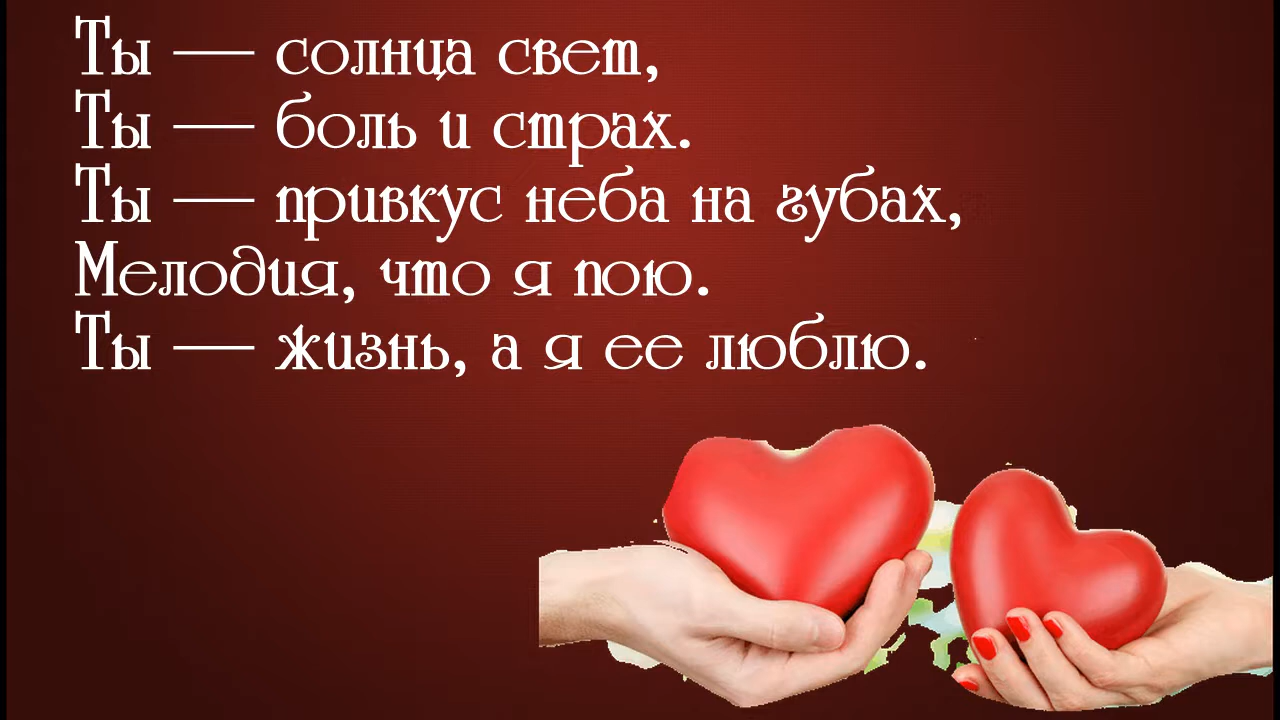 Ты — солнца свет,
Ты — боль и страх.
Ты — привкус неба на губах,
Мелодия, что я пою.
Ты — жизнь, а я ее люблю.